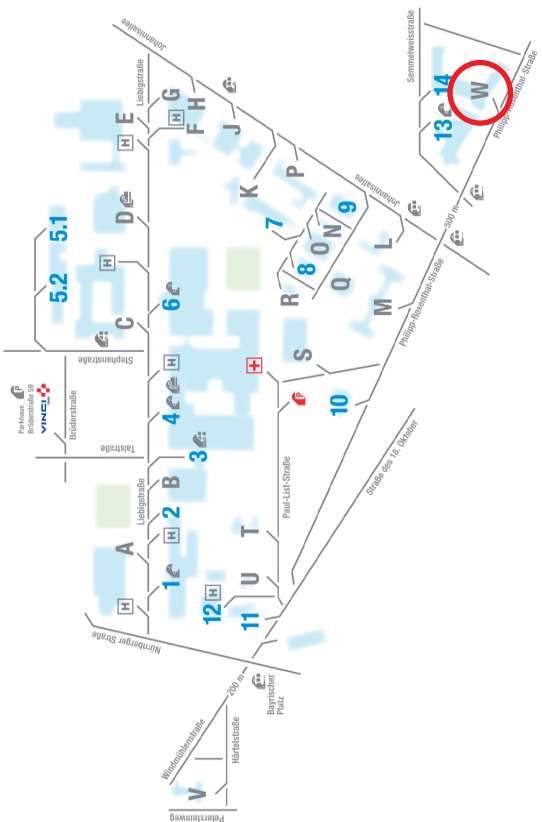 Johannisallee
Liebigstraße
Semmelweisstraße
Philipp-Rosenthal-Straße
14
W
13
E
G
H
F
H
H
J
K
P
Johannisallee
D
5.1
5.2
H
7
9
N
O
8
L
500 m
C
6
R
Q
M
Philipp-Rosenthal-Straße
Stephanstraße
H
S
Parkhaus
Brüderstraße 59
P
VINCI
Brüderstraße
4
P
10
Talstraße
3
Straße des 18. Oktober
Liebigstraße
B
2
Paul-List-Straße
A
H
T
1
U
H
H
12
11
Nürnberger Straße
200 m
Bayrischer
Platz
Windmühlenstraße
Härtelstraße
V
Petersteinweg